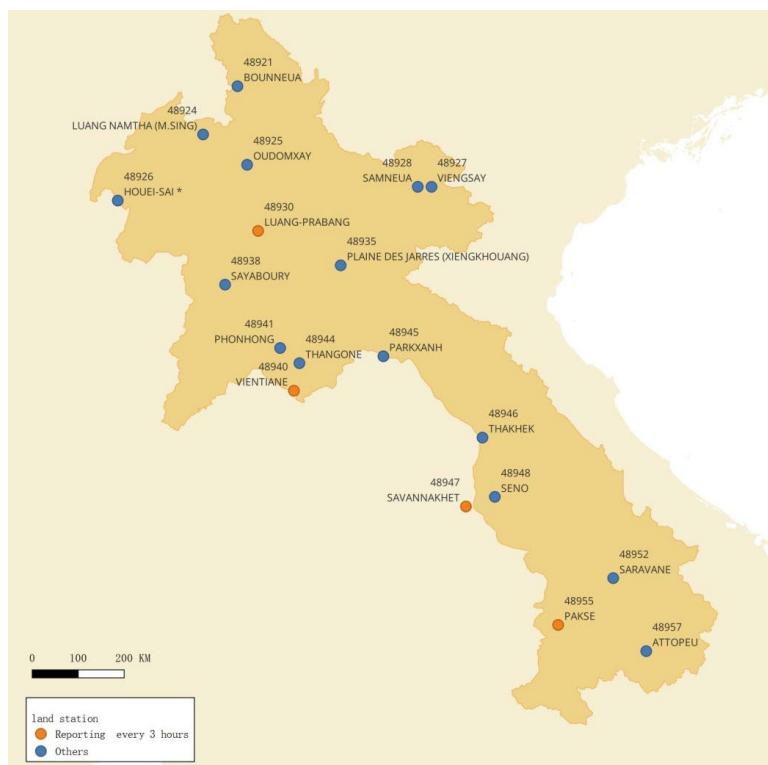 48921
BOUNNEUA
48924
LUANG NAMTHA (M.SING)
48925
OUDOMXAY
48926
HOUEI-SAI *
48928
SAMNEUA
48927
VIENGSAY
48930
LUANG-PRABANG
48935
PLAINE DES JARRES (XIENGKHOUANG)
48938
SAYABOURY
48941
PHONHONG
48944
THANGONE
48945
PARKXANH
48940
VIENTIANE
48946
THAKHEK
48947
SAVANNAKHET
48948
SENO
48952
SARAVANE
48955
PAKSE
48957
ATTOPEU
0 100 200 KM
land station
Reporting every 3 hours
Others